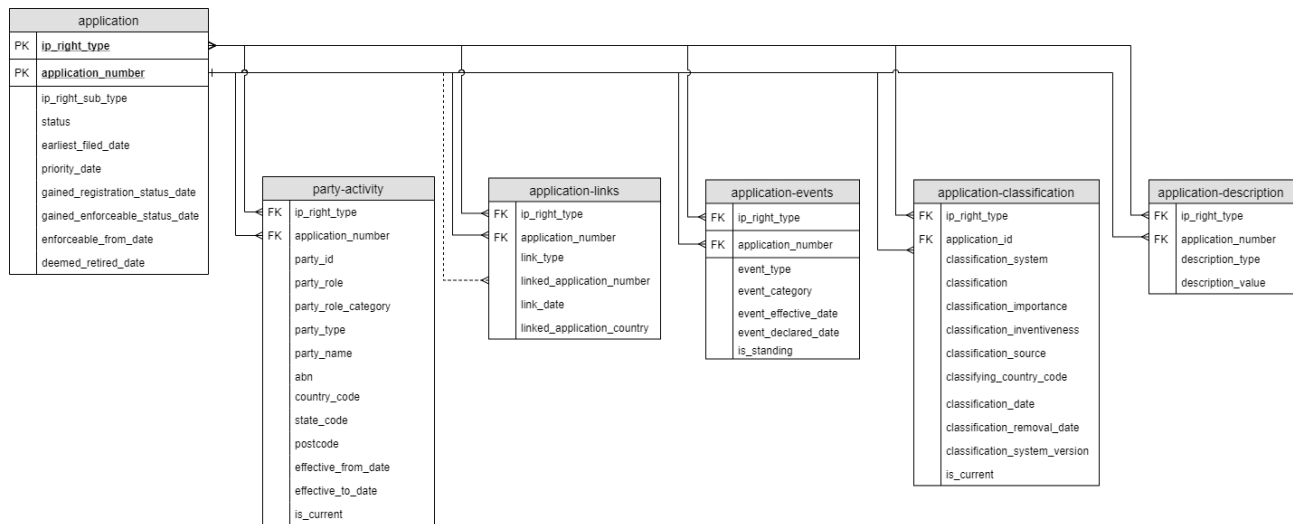 application
PK ip_right_type
PK application_number
ip_right_sub_type
status
earliest_filed_date
priority_date
gained_registration_status_date
gained_enforceable_status_date
enforceable_from_date
deemed_retired_date
party-activity
FK ip_right_type
FK application_number
party_id
party_role
party_role_category
party_type
party_name
abn
country_code
state_code
postcode
effective_from_date
effective_to_date
is_current
application-links
FK ip_right_type
FK application_number
link_type
linked_application_number
link_date
linked_application_country
application-events
FK ip_right_type
FK application_number
event_type
event_category
event_effective_date
event_declared_date
is_standing
application-classification
FK ip_right_type
FK application_id
classification_system
classification
classification_importance
classification_inventiveness
classification_source
classifying_country_code
classification_date
classification_removal_date
classification_system_version
is_current
application-description
FK ip_right_type
FK application_number
description_type
description_value